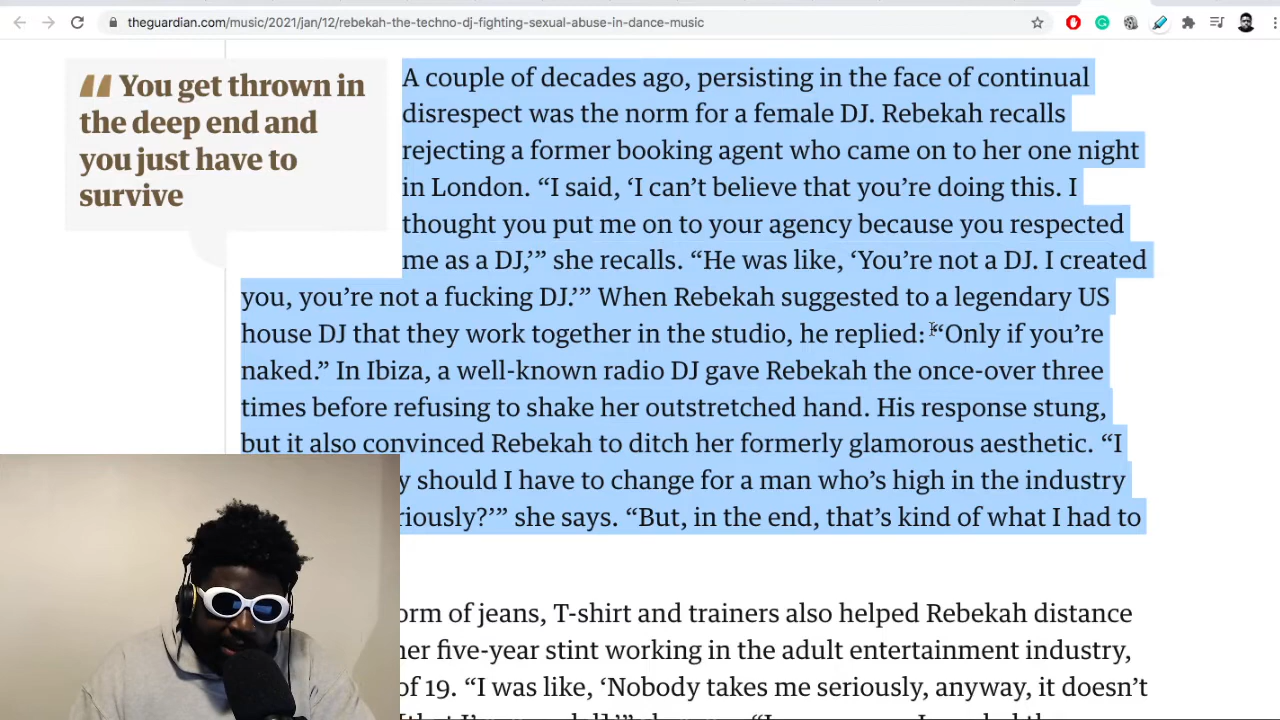 theguardian.com/music/2021/jan/12/rebekah-the-techno-dj-fighting-sexual-abuse-in-dance-music
“ You get thrown in
the deep end and
you just have to
survive
A couple of decades ago, persisting in the face of continual
disrespect was the norm for a female DJ. Rebekah recalls
rejecting a former booking agent who came on to her one night
in London. “I said, ‘I can’t believe that you’re doing this. I
thought you put me on to your agency because you respected
me as a DJ,’” she recalls. “He was like, ‘You’re not a DJ. I created
you, you’re not a fucking DJ.’” When Rebekah suggested to a legendary US
house DJ that they work together in the studio, he replied: “Only if you’re
naked.” In Ibiza, a well-known radio DJ gave Rebekah the once-over three
times before refusing to shake her outstretched hand. His response stung,
but it also convinced Rebekah to ditch her formerly glamorous aesthetic. “I
y should I have to change for a man who’s high in the industry
riously?’” she says. “But, in the end, that’s kind of what I had to
orm of jeans, T-shirt and trainers also helped Rebekah distance
her five-year stint working in the adult entertainment industry,
of 19. “I was like, ‘Nobody takes me seriously, anyway, it doesn’t